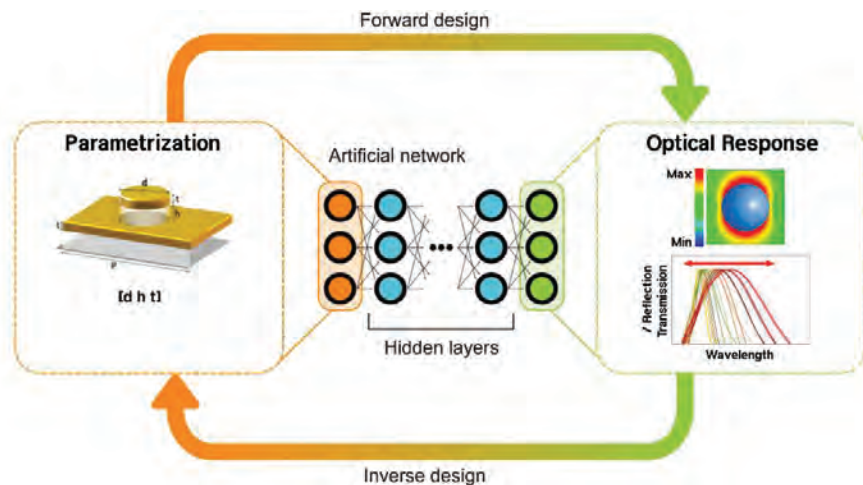 Forward design
Parametrization
d
t
h
t
p
[d h t]
Artificial network
Hidden layers
Optical Response
Max
Min
/ Reflection
Transmission
Wavelength
Inverse design